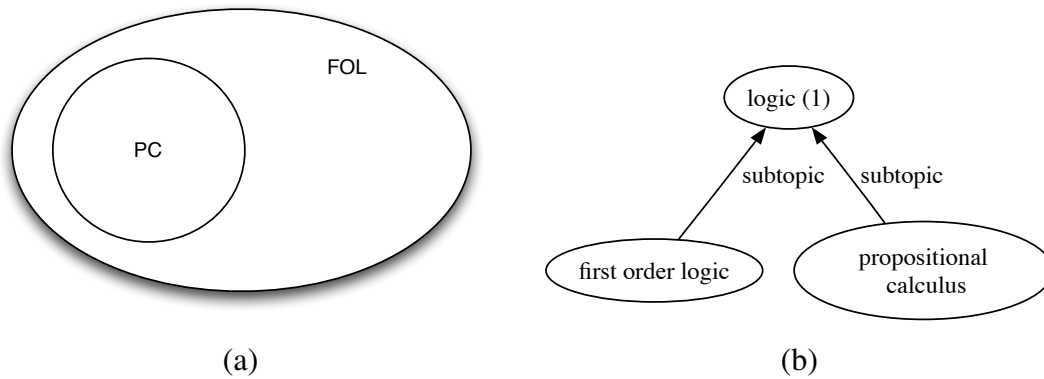 FOL
PC
(a)
logic (1)
subtopic
subtopic
first order logic
propositional
calculus
(b)